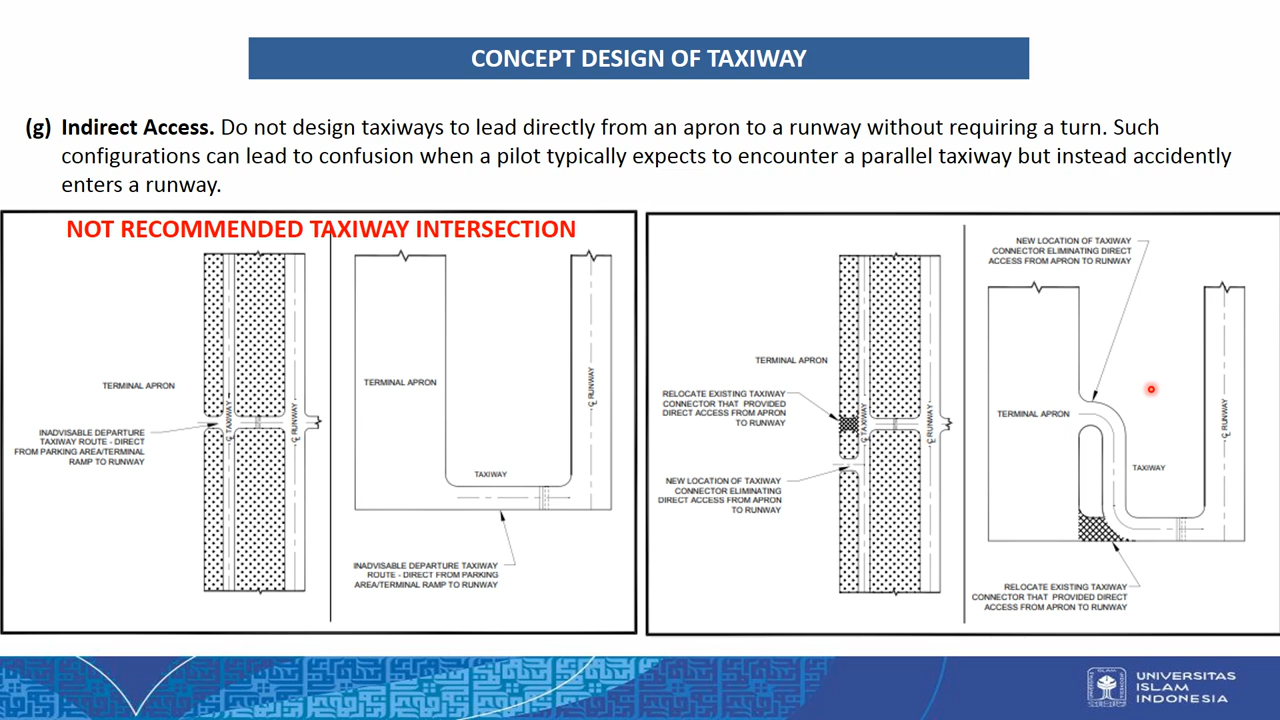 CONCEPT DESIGN OF TAXIWAY
(g) Indirect Access. Do not design taxiways to lead directly from an apron to a runway without requiring a turn. Such
configurations can lead to confusion when a pilot typically expects to encounter a parallel taxiway but instead accidently
enters a runway.
NOT RECOMMENDED TAXIWAY INTERSECTION
TERMINAL APRON
INADVISABLE DEPARTURE
TAXIWAY ROUTE - DIRECT
FROM PARKING AREA/TERMINAL
RAMP TO RUNWAY
TAXIWAY
RUNWAY
TERMINAL APRON
RUNWAY
TAXIWAY
INADVISABLE DEPARTURE TAXIWAY
ROUTE - DIRECT FROM PARKING
AREA/TERMINAL RAMP TO RUNWAY
TERMINAL APRON
RELOCATE EXISTING TAXIWAY
CONNECTOR THAT PROVIDED
DIRECT ACCESS FROM APRON
TO RUNWAY
NEW LOCATION OF TAXIWAY
CONNECTOR ELIMINATING
DIRECT ACCESS FROM APRON
TO RUNWAY
TAXIWAY
RUNWAY
NEW LOCATION OF TAXIWAY
CONNECTOR ELIMINATING DIRECT
ACCESS FROM APRON TO RUNWAY
TERMINAL APRON
RUNWAY
TAXIWAY
RELOCATE EXISTING TAXIWAY
CONNECTOR THAT PROVIDED DIRECT
ACCESS FROM APRON TO RUNWAY
UNIVERSITAS
ISLAM
INDONESIA